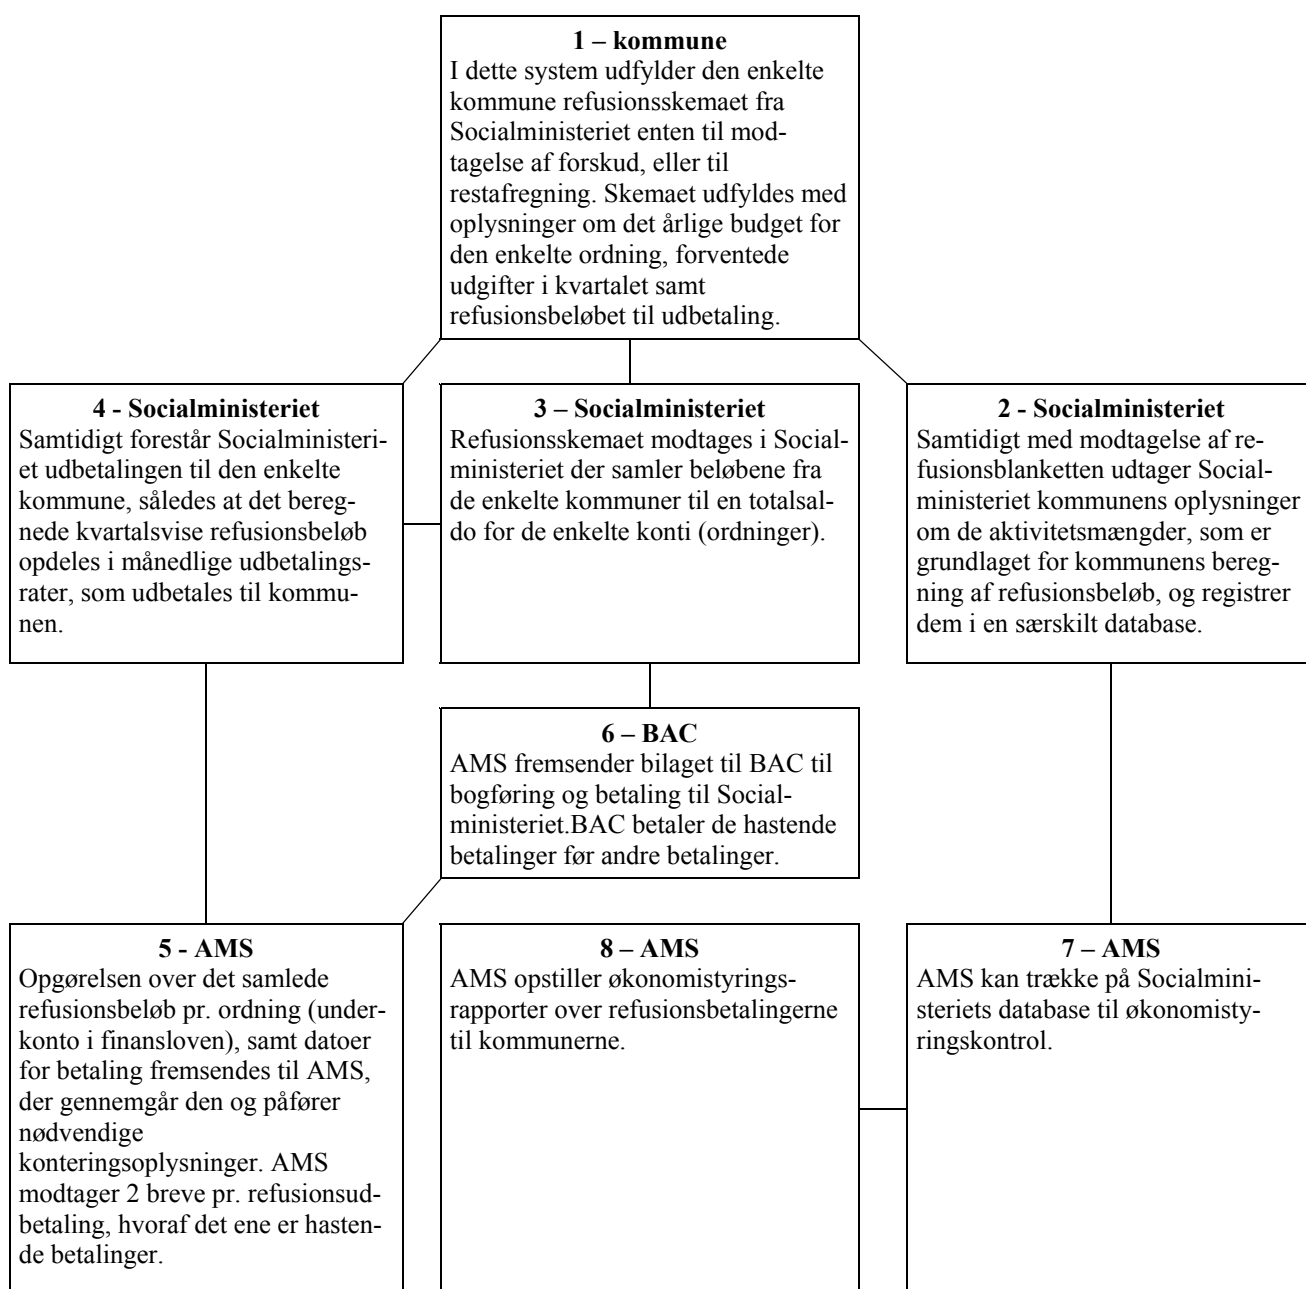 1 – kommune
I dette system udfylder den enkelte
kommune refusionsskemaet fra
Socialministeriet enten til mod-
tagelse af forskud, eller til
restafregning. Skemaet udfyldes med
oplysninger om det årlige budget for
den enkelte ordning, forventede
udgifter i kvartalet samt
refusionsbeløbet til udbetaling.
4 - Socialministeriet
Samtidigt forestår Socialministeri-
et udbetalingen til den enkelte
kommune, således at det bereg-
nede kvartalsvise refusionsbeløb
opdeles i månedlige udbetalings-
rater, som udbetales til kommu-
nen.
3 – Socialministeriet
Refusionsskemaet modtages i Social-
ministeriet der samler beløbene fra
de enkelte kommuner til en totalsal-
do for de enkelte konti (ordninger).
2 - Socialministeriet
Samtidigt med modtagelse af re-
fusionsblanketten udtager Social-
ministeriet kommunens oplysninger
om de aktivitetsmængder, som er
grundlaget for kommunens bereg-
ning af refusionsbeløb, og registrer
dem i en særskilt database.
6 – BAC
AMS fremsender bilaget til BAC til
bogføring og betaling til Social-
ministeriet.BAC betaler de hastende
betalinger før andre betalinger.
5 - AMS
Opgørelsen over det samlede
refusionsbeløb pr. ordning (under-
konto i finansloven), samt datoer
for betaling fremsendes til AMS,
der gennemgår den og påfører
nødvendige
konteringsoplysninger. AMS
modtager 2 breve pr. refusionsud-
betaling, hvoraf det ene er hasten-
de betalinger.
8 – AMS
AMS opstiller økonomistyrings-
rapporter over refusionsbetalingerne
til kommunerne.
7 – AMS
AMS kan trække på Socialmini-
steriets database til økonomisty-
ringskontrol.